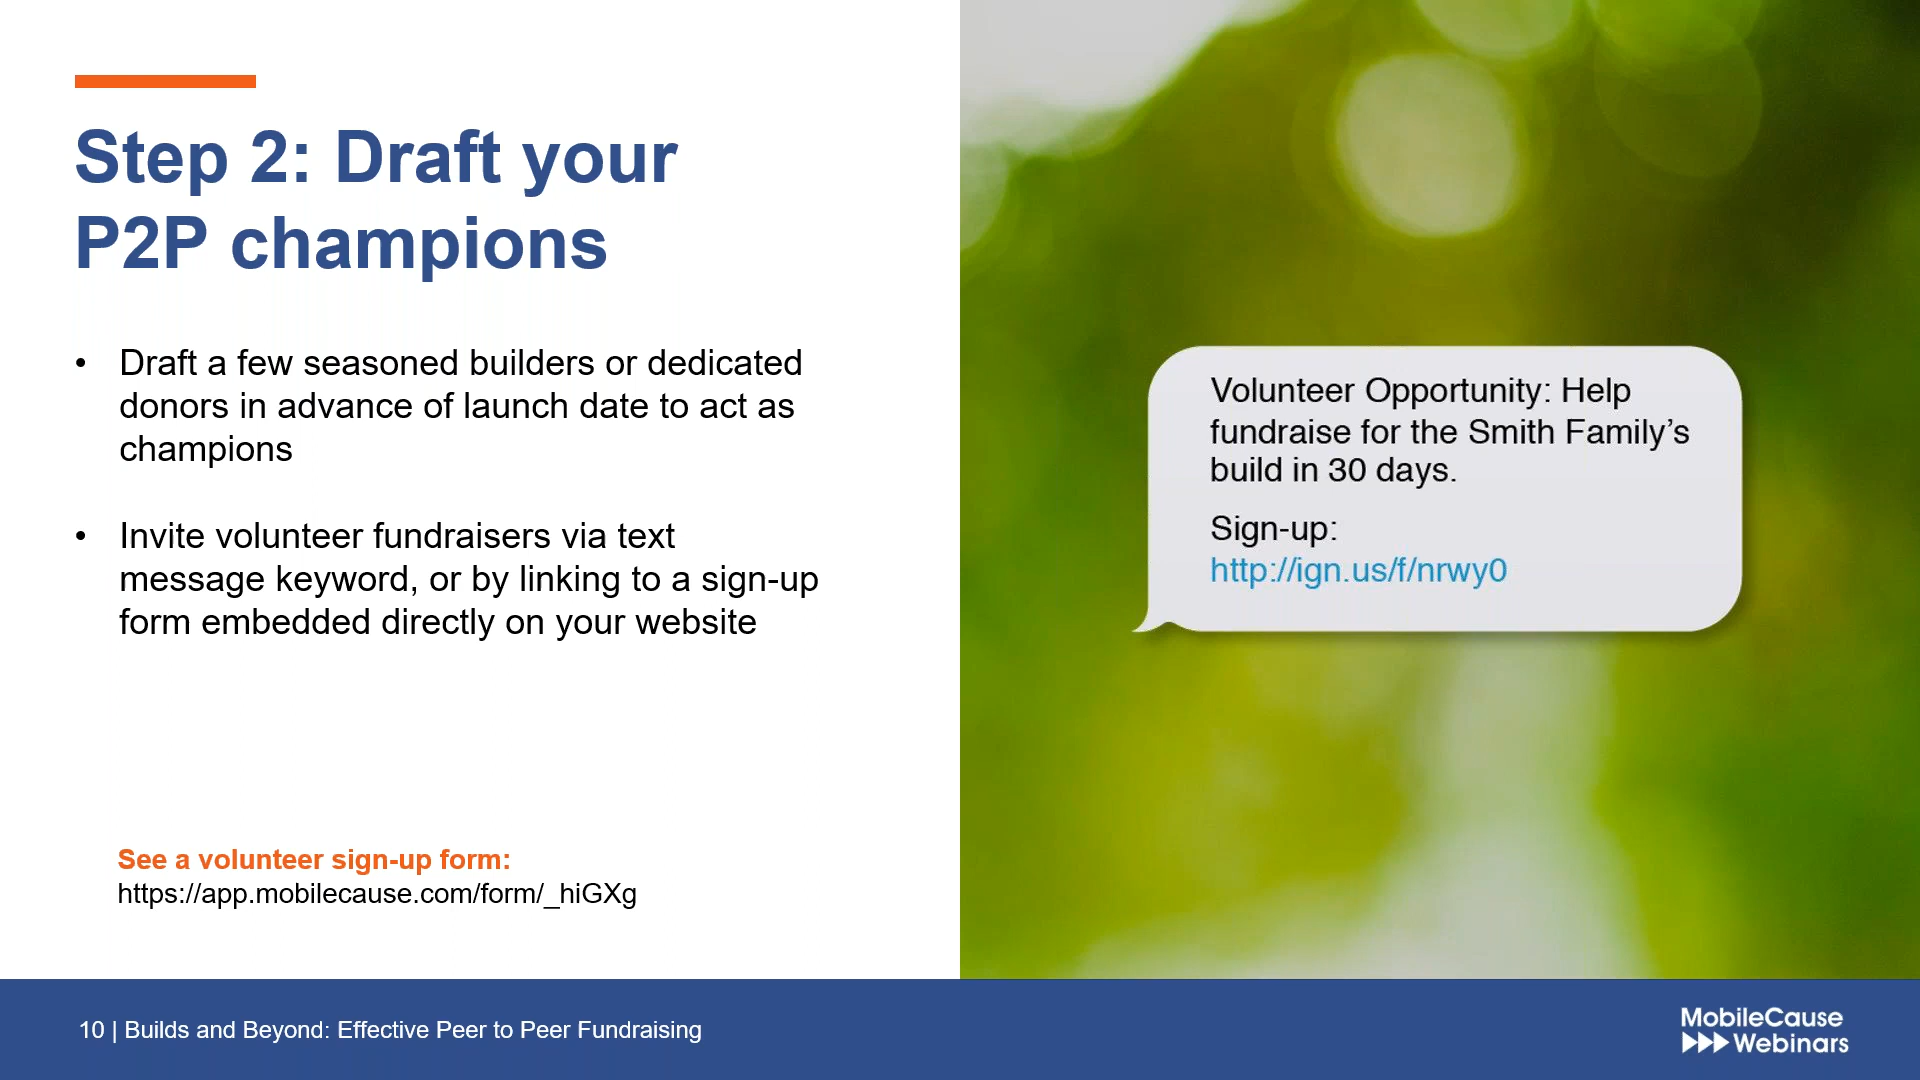 Step 2: Draft your
P2P champions
• Draft a few seasoned builders or dedicated
donors in advance of launch date to act as
champions
• Invite volunteer fundraisers via text
message keyword, or by linking to a sign-up
form embedded directly on your website
See a volunteer sign-up form:
https://app.mobilecause.com/form/_hiGXg
Volunteer Opportunity: Help
fundraise for the Smith Family’s
build in 30 days.
Sign-up:
http://ign.us/f/nrwy0
10 | Builds and Beyond: Effective Peer to Peer Fundraising
MobileCause
Webinars